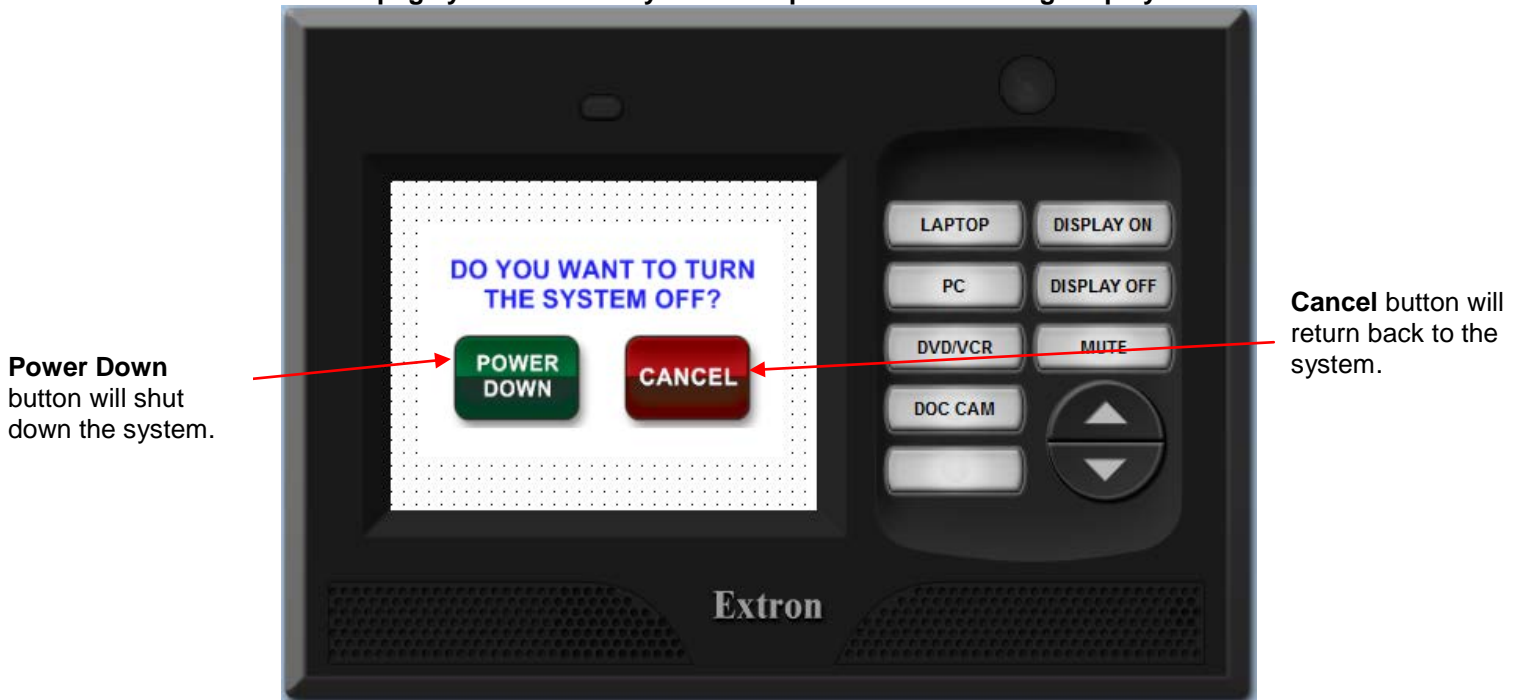 LAPTOP
DISPLAY ON
DO YOU WANT TO TURN
THE SYSTEM OFF?
PC
DISPLAY OFF
Cancel button will
return back to the
system.
DVD/VCR
MUTE
Power Down
button will shut
down the system.
POWER
DOWN
CANCEL
DOC CAM
Extron